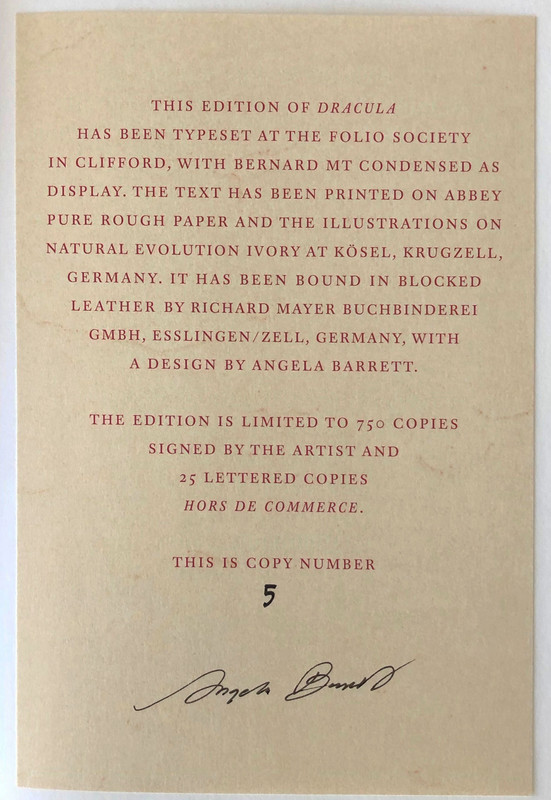 THIS EDITION OF DRACULA
HAS BEEN TYPESET AT THE FOLIO SOCIETY
IN CLIFFORD, WITH BERNARD MT CONDENSED AS
DISPLAY. THE TEXT HAS BEEN PRINTED ON ABBEY
PURE ROUGH PAPER AND THE ILLUSTRATIONS ON
NATURAL EVOLUTION IVORY AT KÖSEL, KRUGZELL,
GERMANY. IT HAS BEEN BOUND IN BLOCKED
LEATHER BY RICHARD MAYER BUCHBINDEREI
GMBH, ESSLINGEN/ZELL, GERMANY, WITH
A DESIGN BY ANGELA BARRETT.
THE EDITION IS LIMITED TO 750 COPIES
SIGNED BY THE ARTIST AND
25 LETTERED COPIES
HORS DE COMMERCE.
THIS IS COPY NUMBER
5
Angela Barrett